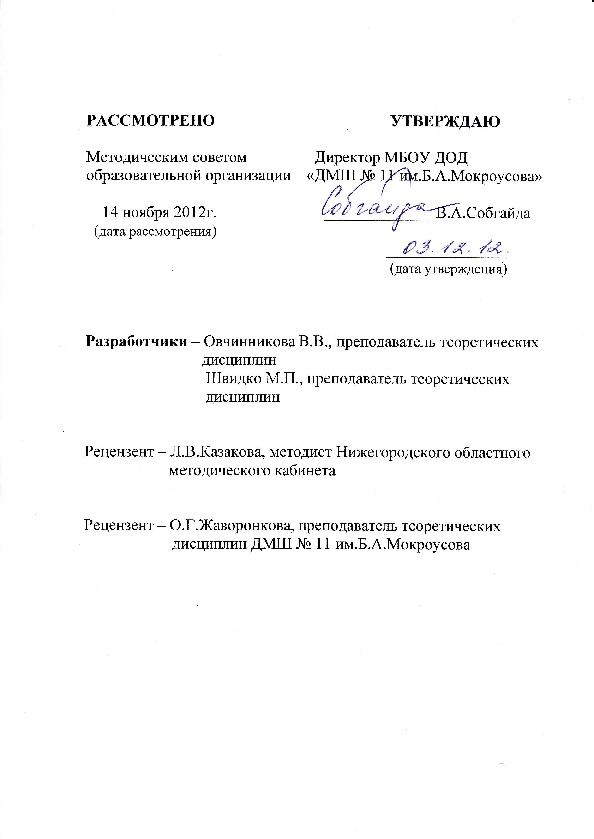 РАССМОТРЕНО
УТВЕРЖДАЮ
Методическим советом
образовательной организации
14 ноября 2012г.
(дата рассмотрения)
Директор МБОУ ДОД
«ДМШ № 11 им.Б.А.Мокроусова»
Собгайда В.А.Собгайда
03.12.12.
(дата утверждения)
Разработчики – Овчинникова В.В., преподаватель теоретических
дисциплин
Швидко М.П., преподаватель теоретических
дисциплин
Рецензент – Л.В.Казакова, методист Нижегородского областного
методического кабинета
Рецензент – О.Г.Жаворонкова, преподаватель теоретических
дисциплин ДМШ № 11 им.Б.А.Мокроусова